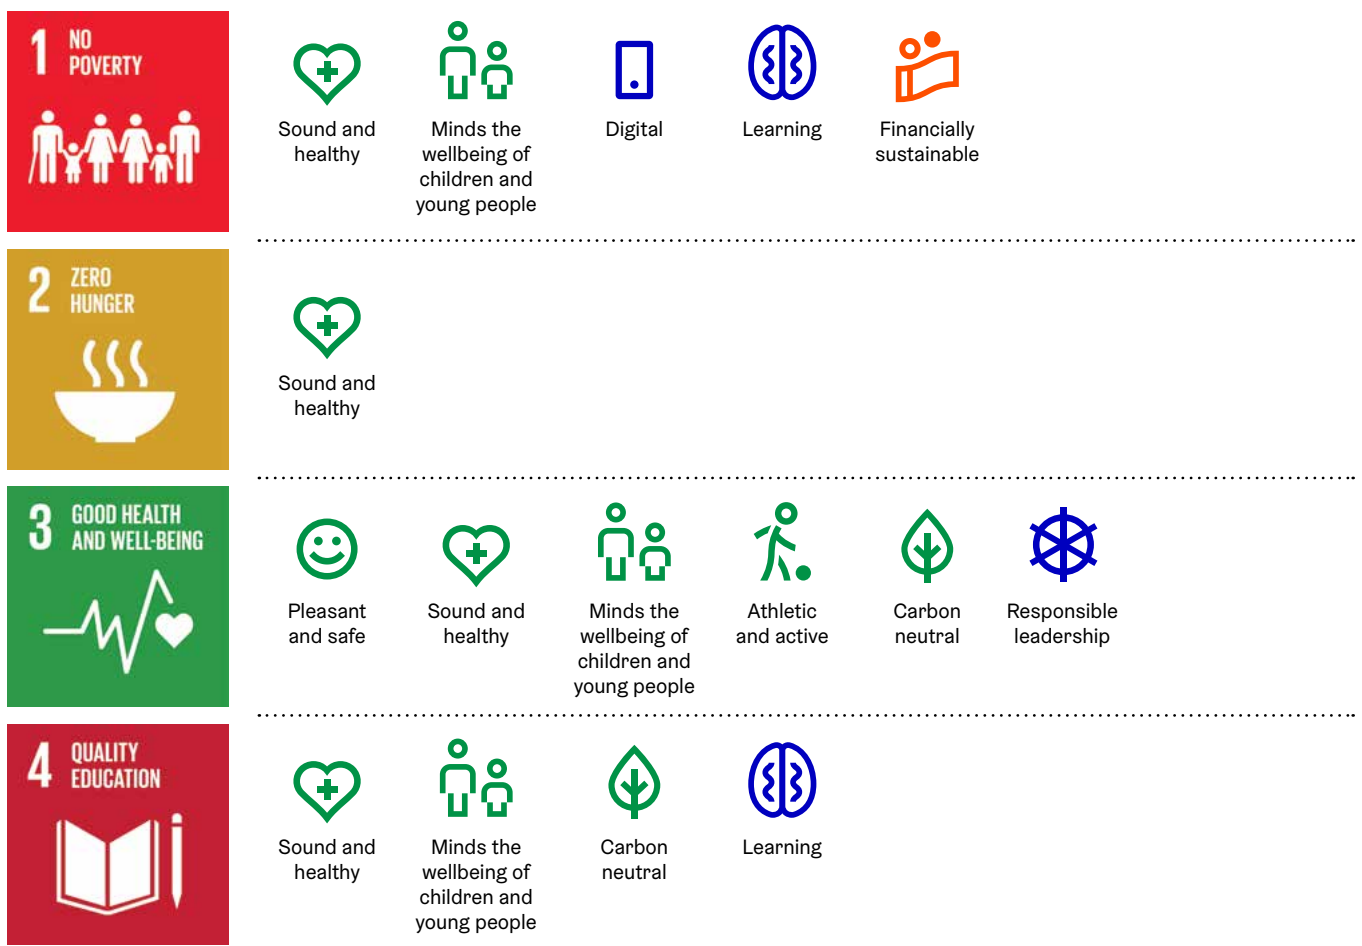 1 NO
POVERTY
Sound and
healthy
Minds the
wellbeing of
children and
young people
Digital
Learning
Financially
sustainable
2 ZERO
HUNGER
Sound and
healthy
3 GOOD HEALTH
AND WELL-BEING
Pleasant
and safe
Sound and
healthy
Minds the
wellbeing of
children and
young people
Athletic
and active
Carbon
neutral
Responsible
leadership
4 QUALITY
EDUCATION
Sound and
healthy
Minds the
wellbeing of
children and
young people
Carbon
neutral
Learning